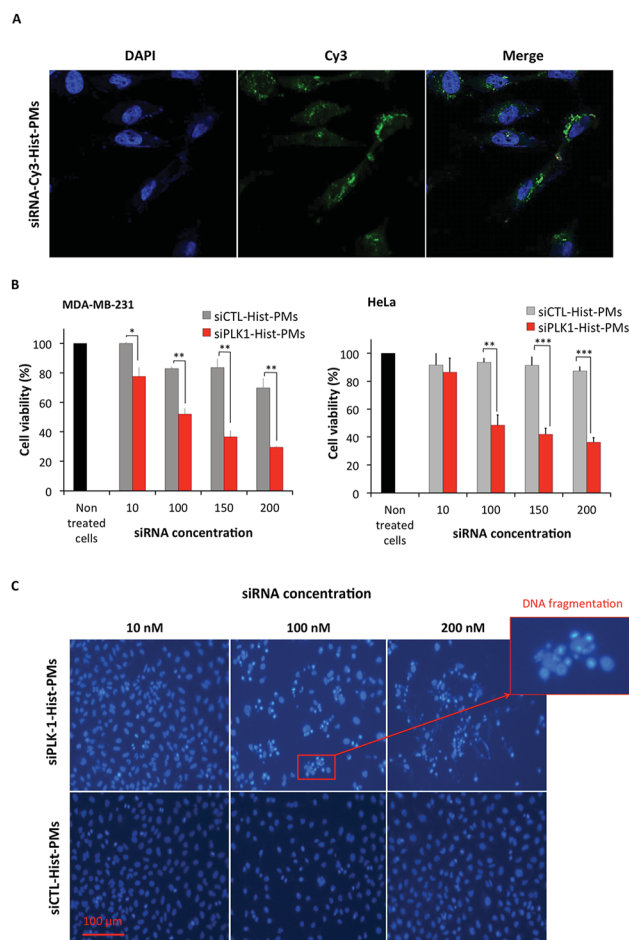 A
DAPI
Cy3
Merge
siRNA-Cy3-Hist-PMs
B
MDA-MB-231
siCTL-Hist-PMs
siPLK1-Hist-PMs
Cell viability (%)
120
100
80
60
40
20
0
*
**
**
**
Non
treated
cells
10
100
150
200
siRNA concentration
HeLa
siCTL-Hist-PMs
siPLK1-Hist-PMs
Cell viability (%)
120
100
80
60
40
20
0
**
***
***
Non
treated
cells
10
100
150
200
siRNA concentration
C
siRNA concentration
DNA fragmentation
10 nM
100 nM
200 nM
siPLK-1-Hist-PMs
siCTL-Hist-PMs
100 µm